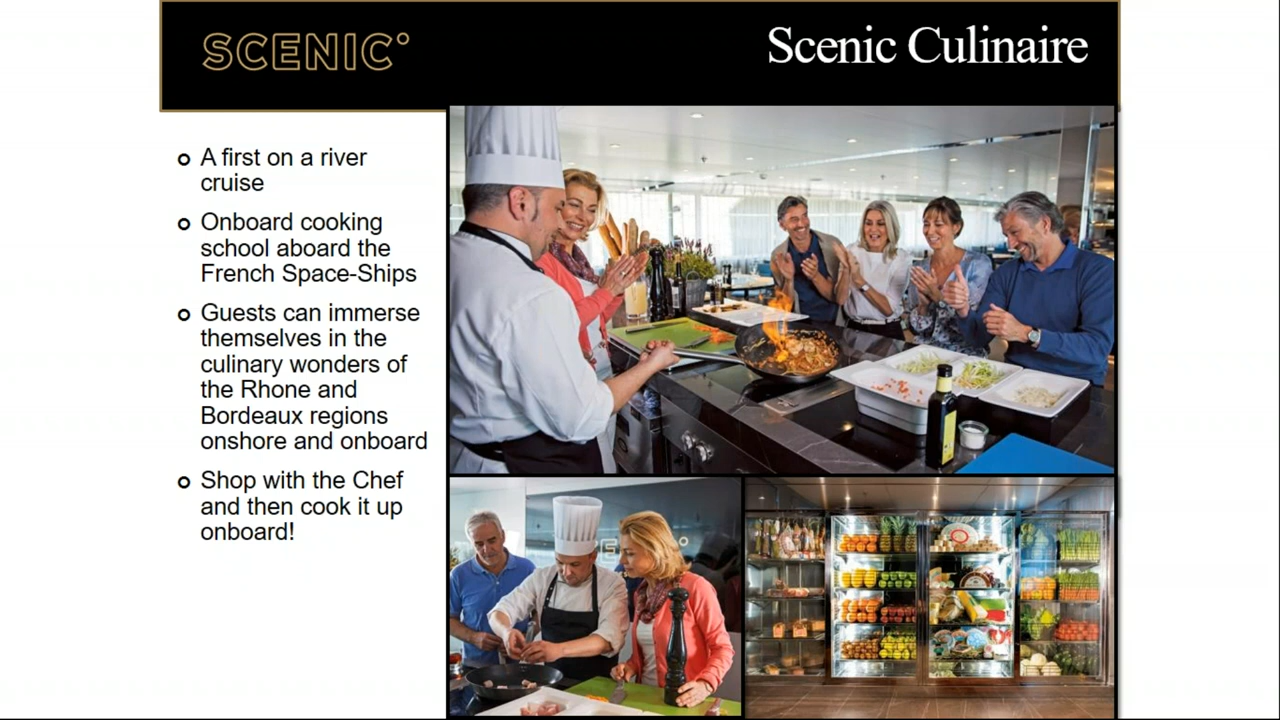 SCENIC°
Scenic Culinaire
A first on a river
cruise
Onboard cooking
school aboard the
French Space-Ships
Guests can immerse
themselves in the
culinary wonders of
the Rhone and
Bordeaux regions
onshore and onboard
Shop with the Chef
and then cook it up
onboard!